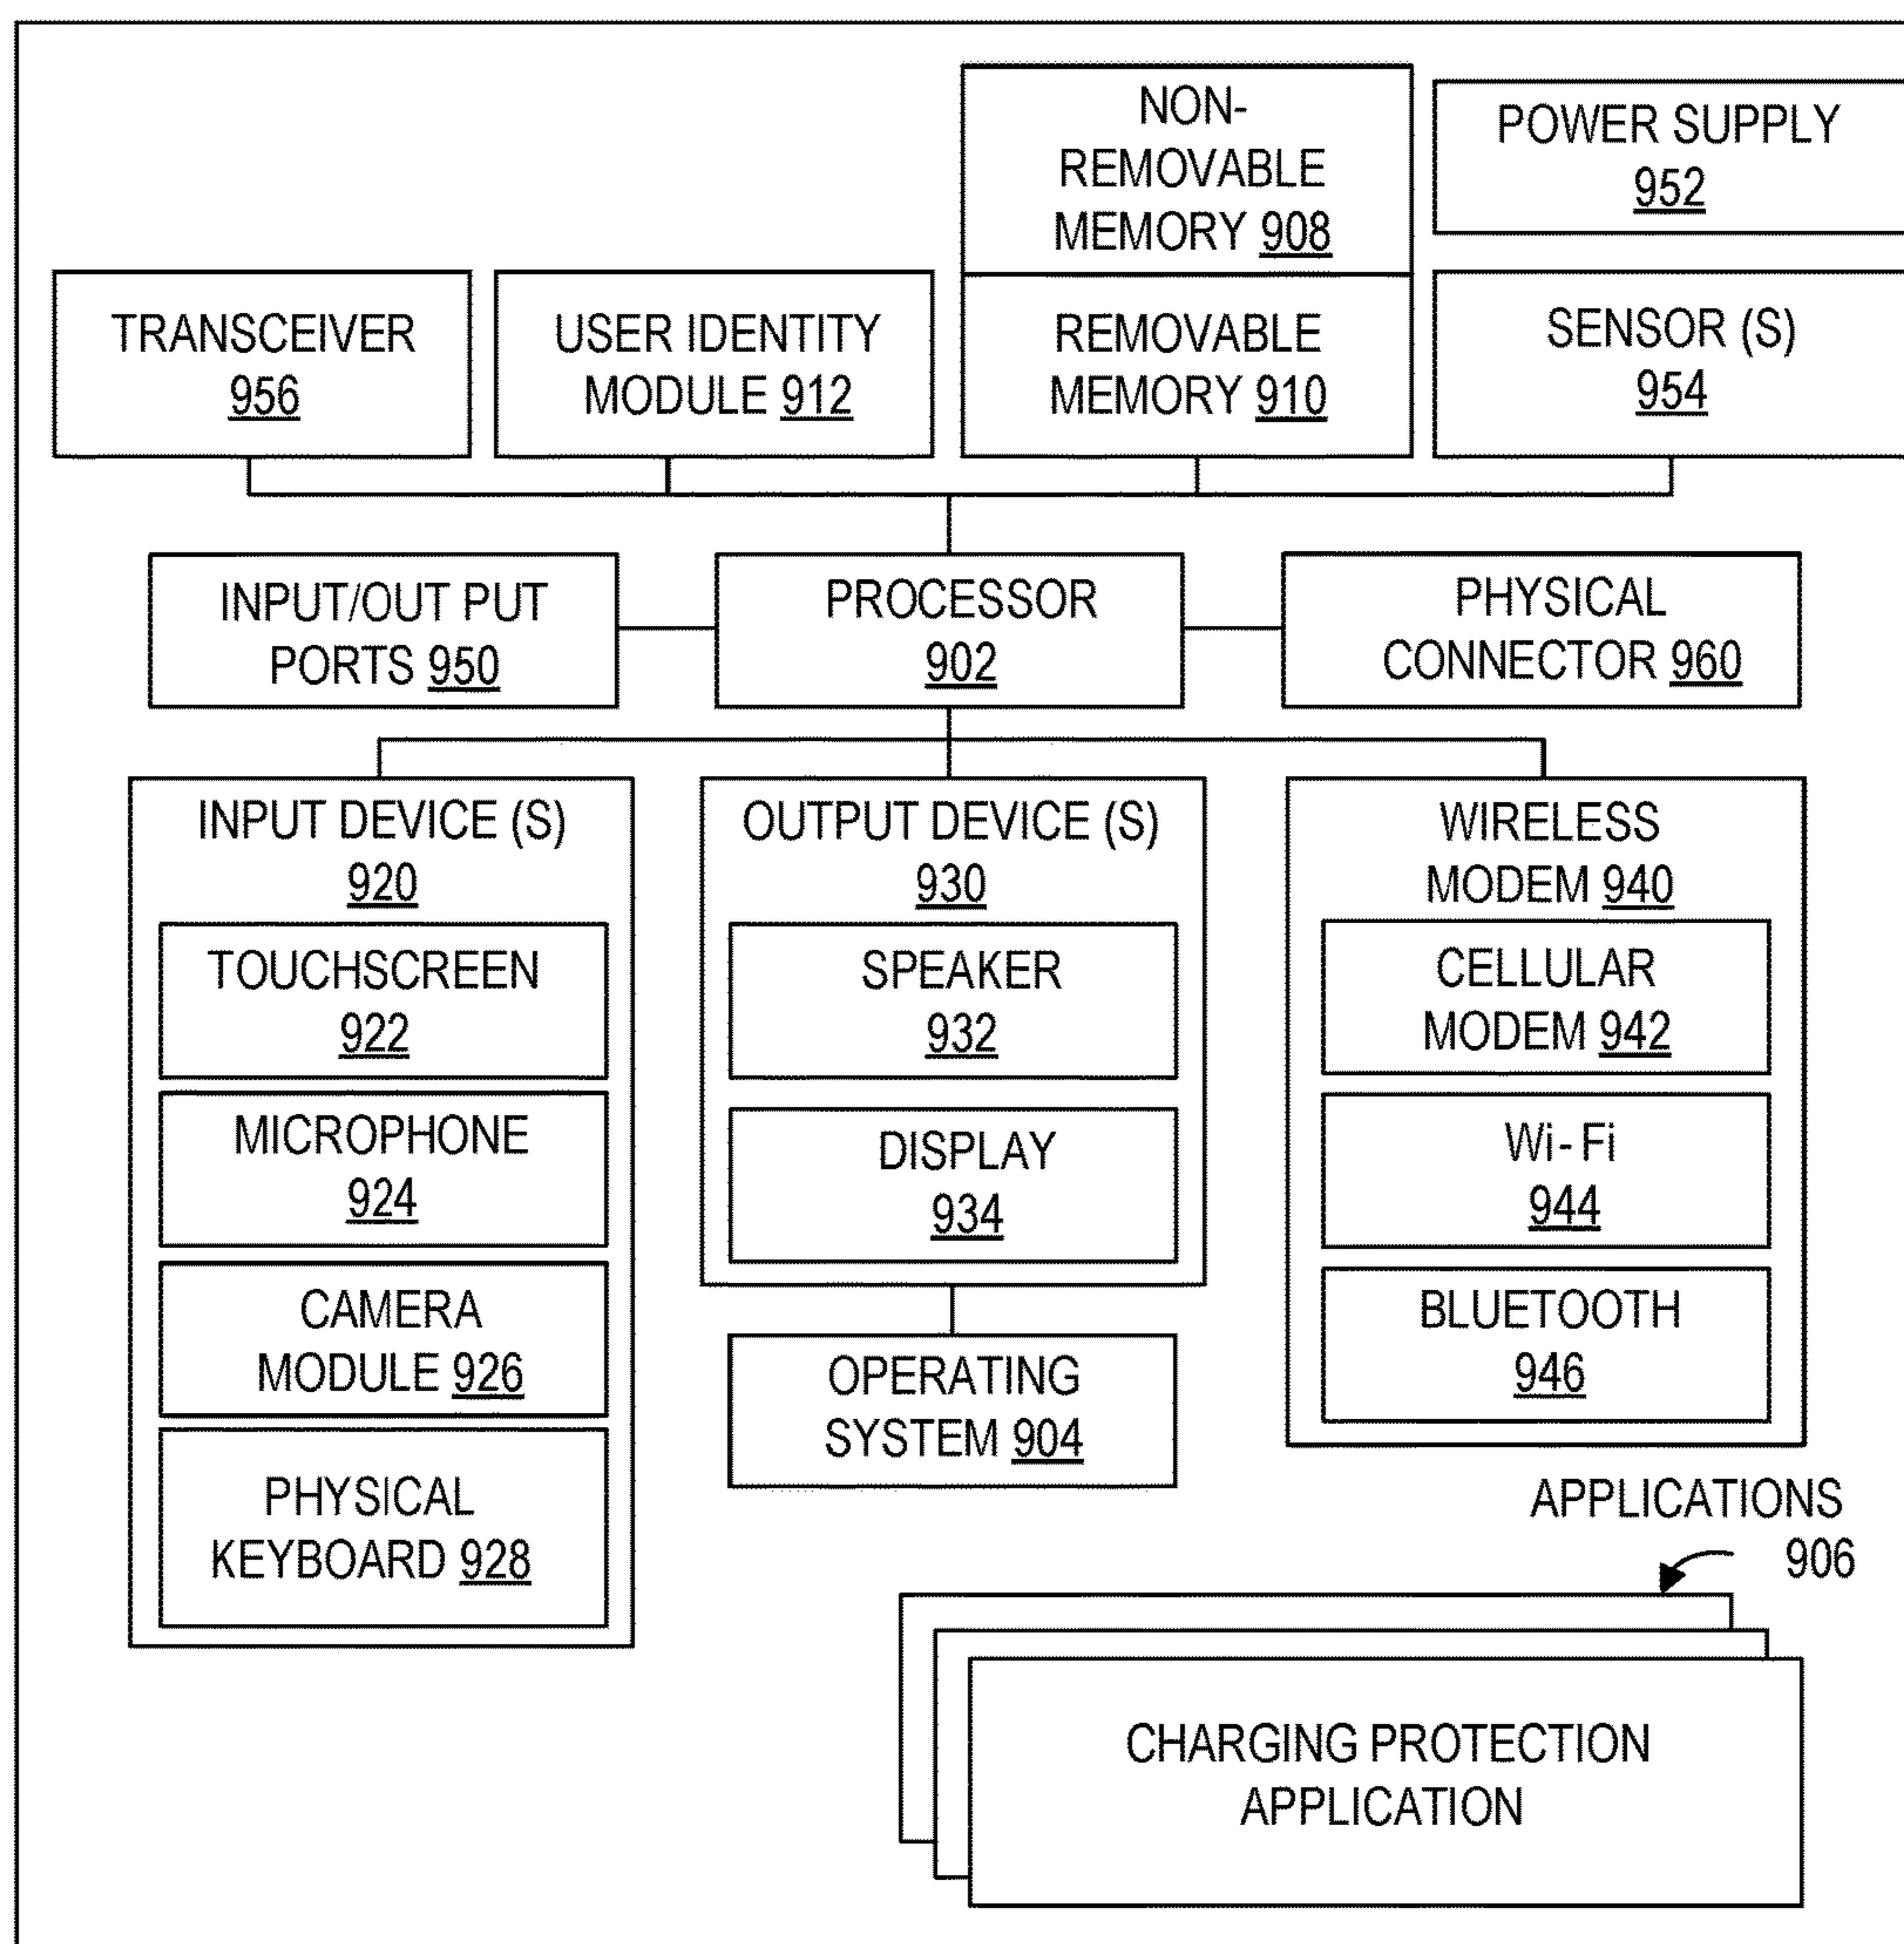 NON-
REMOVABLE
MEMORY 908
POWER SUPPLY
952
TRANSCEIVER
956
USER IDENTITY
MODULE 912
REMOVABLE
MEMORY 910
SENSOR (S)
954
INPUT/OUT PUT
PORTS 950
PROCESSOR
902
PHYSICAL
CONNECTOR 960
INPUT DEVICE (S)
920
TOUCHSCREEN
922
MICROPHONE
924
CAMERA
MODULE 926
PHYSICAL
KEYBOARD 928
OUTPUT DEVICE (S)
930
SPEAKER
932
DISPLAY
934
OPERATING
SYSTEM 904
WIRELESS
MODEM 940
CELLULAR
MODEM 942
Wi-Fi
944
BLUETOOTH
946
APPLICATIONS
906
CHARGING PROTECTION
APPLICATION